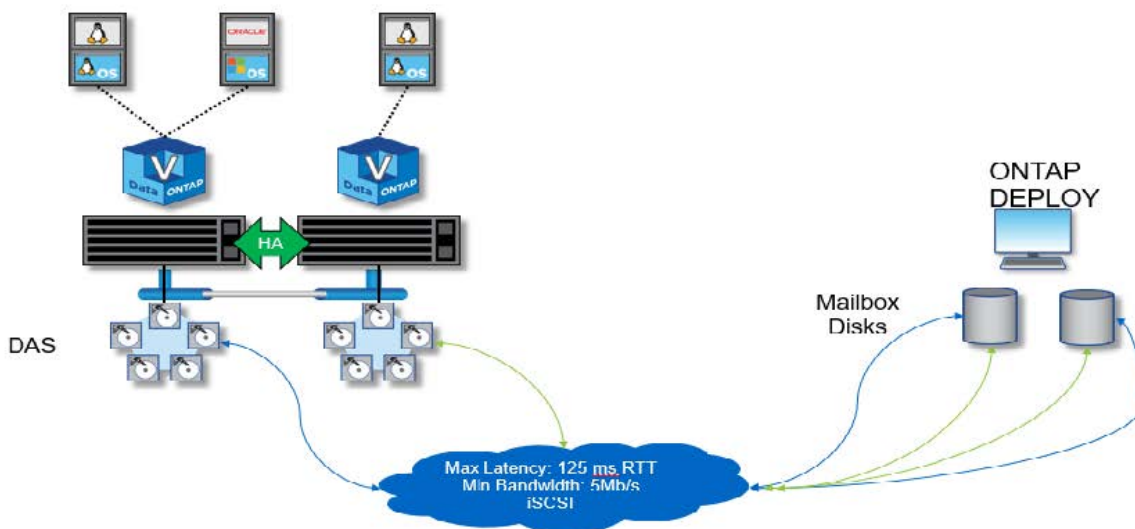 ORACLE
OS
OS
OS
V
Data ONTAP
V
Data ONTAP
HA
DAS
ONTAP
DEPLOY
Mailbox
Disks
Max Latency: 125 ms RTT
Min Bandwidth: 5Mb/s
iSCSI